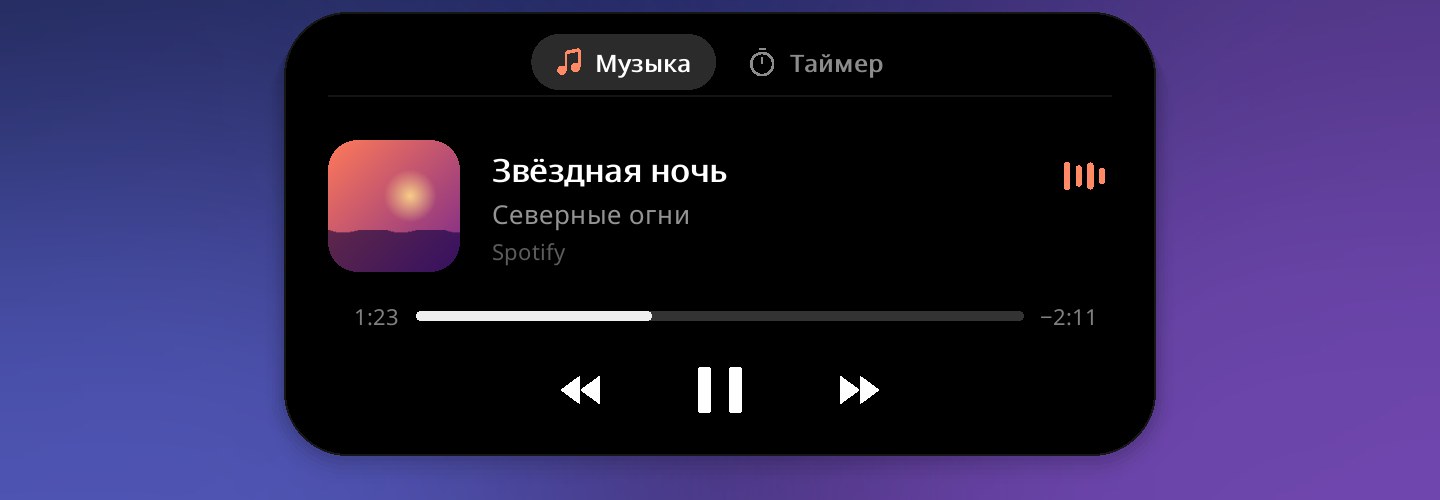 Музыка Таймер
Звёздная ночь
Северные огни
Spotify
1:23 −2:11